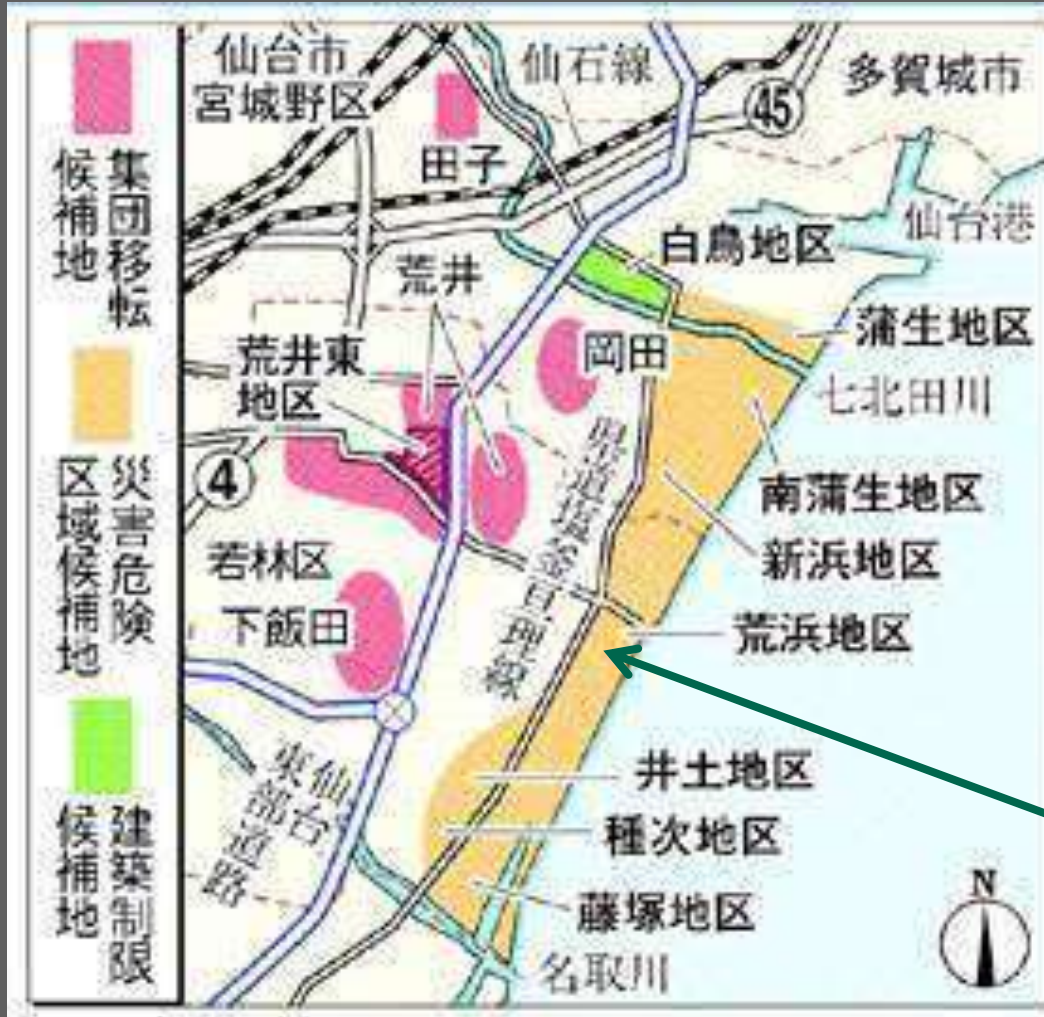 集団移転
候補地
災害危険
区域候補地
建築制限
候補地
仙台市
宮城野区
仙石線
多賀城市
45
田子
仙台港
白鳥地区
荒井
蒲生地区
岡田
荒井東
地区
七北田川
4
県道塩釜亘理線
南蒲生地区
新浜地区
若林区
下飯田
荒浜地区
仙台
東部道路
井土地区
種次地区
藤塚地区
名取川
N